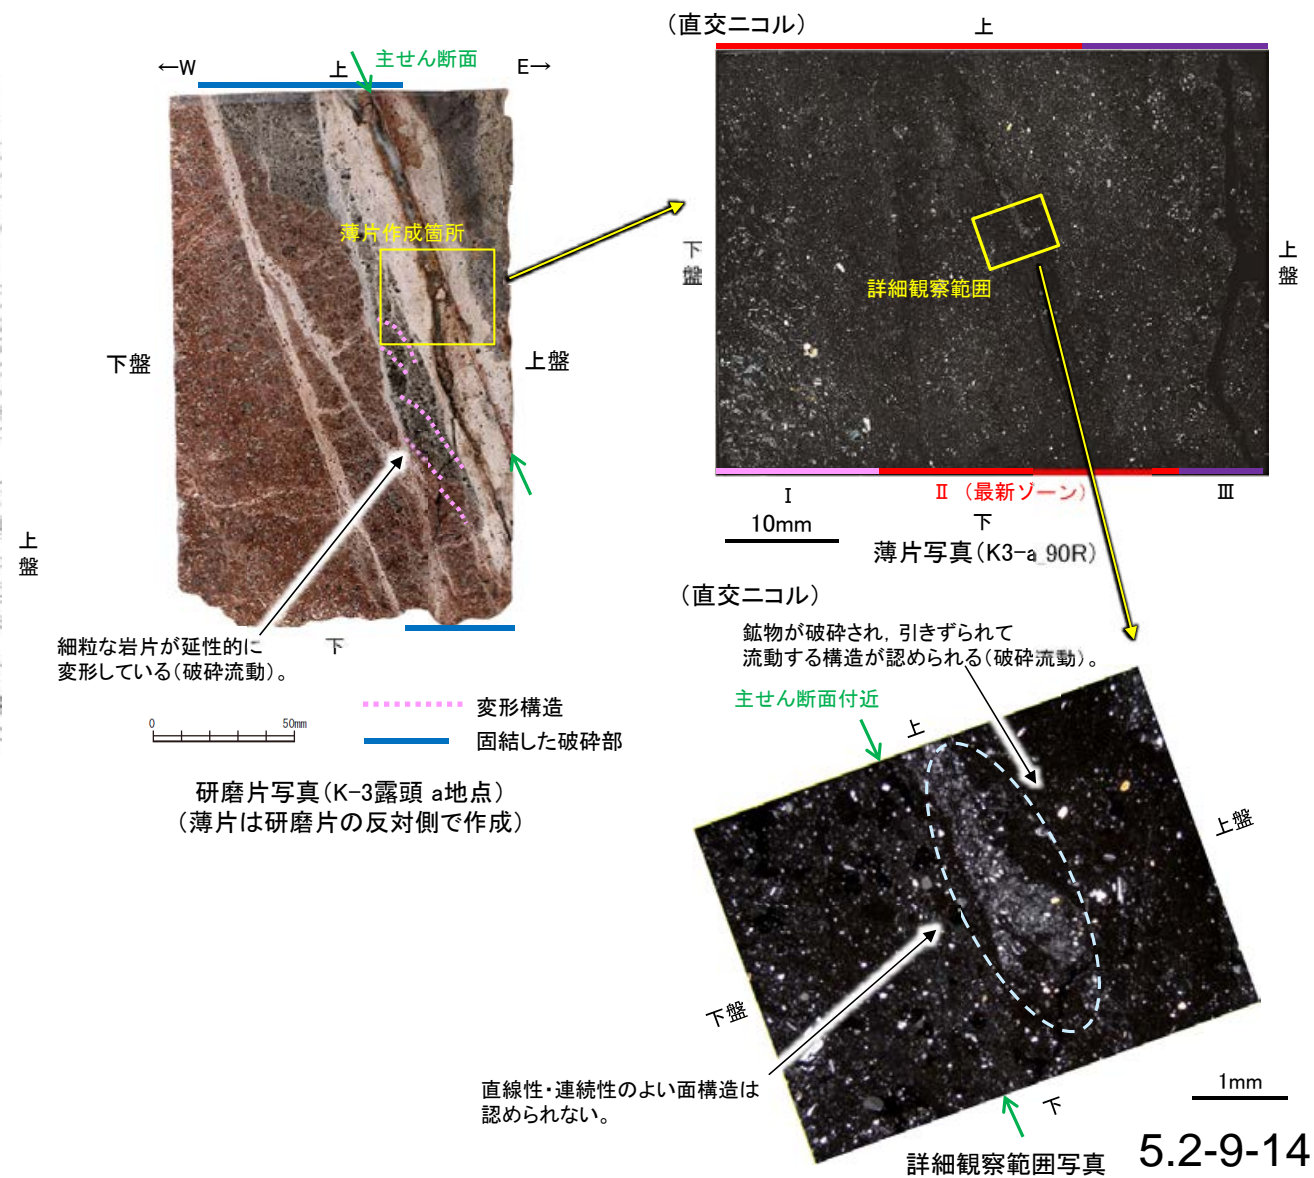 (直交ニコル)
上
←W
上
主せん断面
E→
薄片作成箇所
下盤
上盤
上盤
下盤
上盤
詳細観察範囲
Ⅰ
Ⅱ (最新ゾーン)
Ⅲ
10mm
下
薄片写真(K3-a_90R)
細粒な岩片が延性的に
変形している(破砕流動)。
下
0
50mm
変形構造
固結した破砕部
研磨片写真(K-3露頭 a地点)
(薄片は研磨片の反対側で作成)
(直交ニコル)
鉱物が破砕され,引きずられて
流動する構造が認められる(破砕流動)。
主せん断面付近
上
上盤
下盤
直線性・連続性のよい面構造は
認められない。
下
1mm
詳細観察範囲写真
5.2-9-14